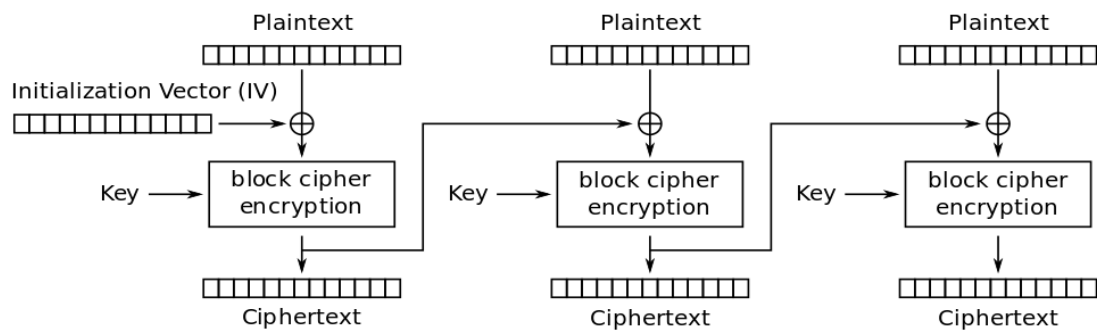 Plaintext
Plaintext
Plaintext
Initialization Vector (IV)
Key
block cipher
encryption
Key
block cipher
encryption
Key
block cipher
encryption
Ciphertext
Ciphertext
Ciphertext